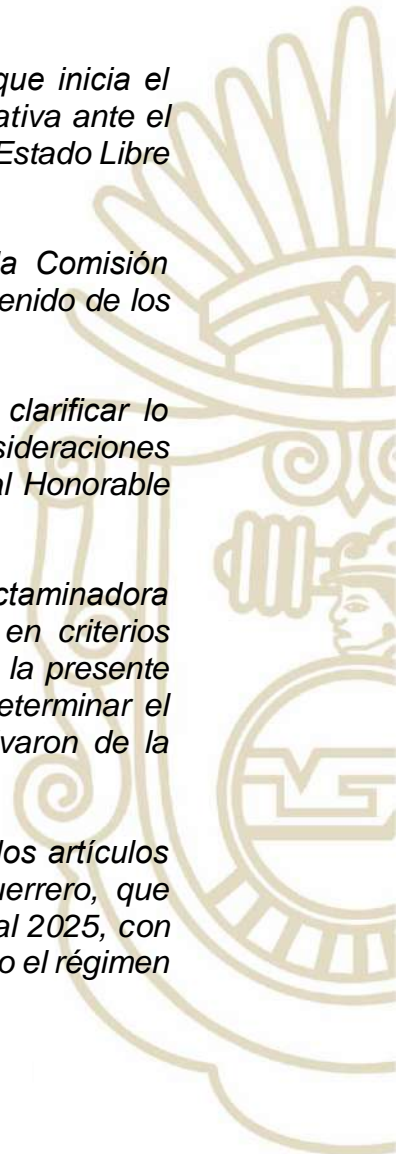 que inicia el
ativa ante el
Estado Libre
la Comisión
tenido de los
clarificar lo
sideraciones
al Honorable
ctaminadora
en criterios
la presente
eterminar el
varon de la
los artículos
uerrero, que
al 2025, con
o el régimen